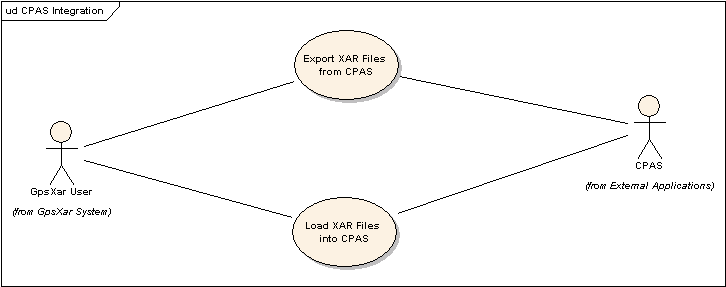 ud CPAS Integration
Export XAR Files
from CPAS
GpsXar User
(from GpsXar System)
CPAS
(from External Applications)
Load XAR Files
into CPAS